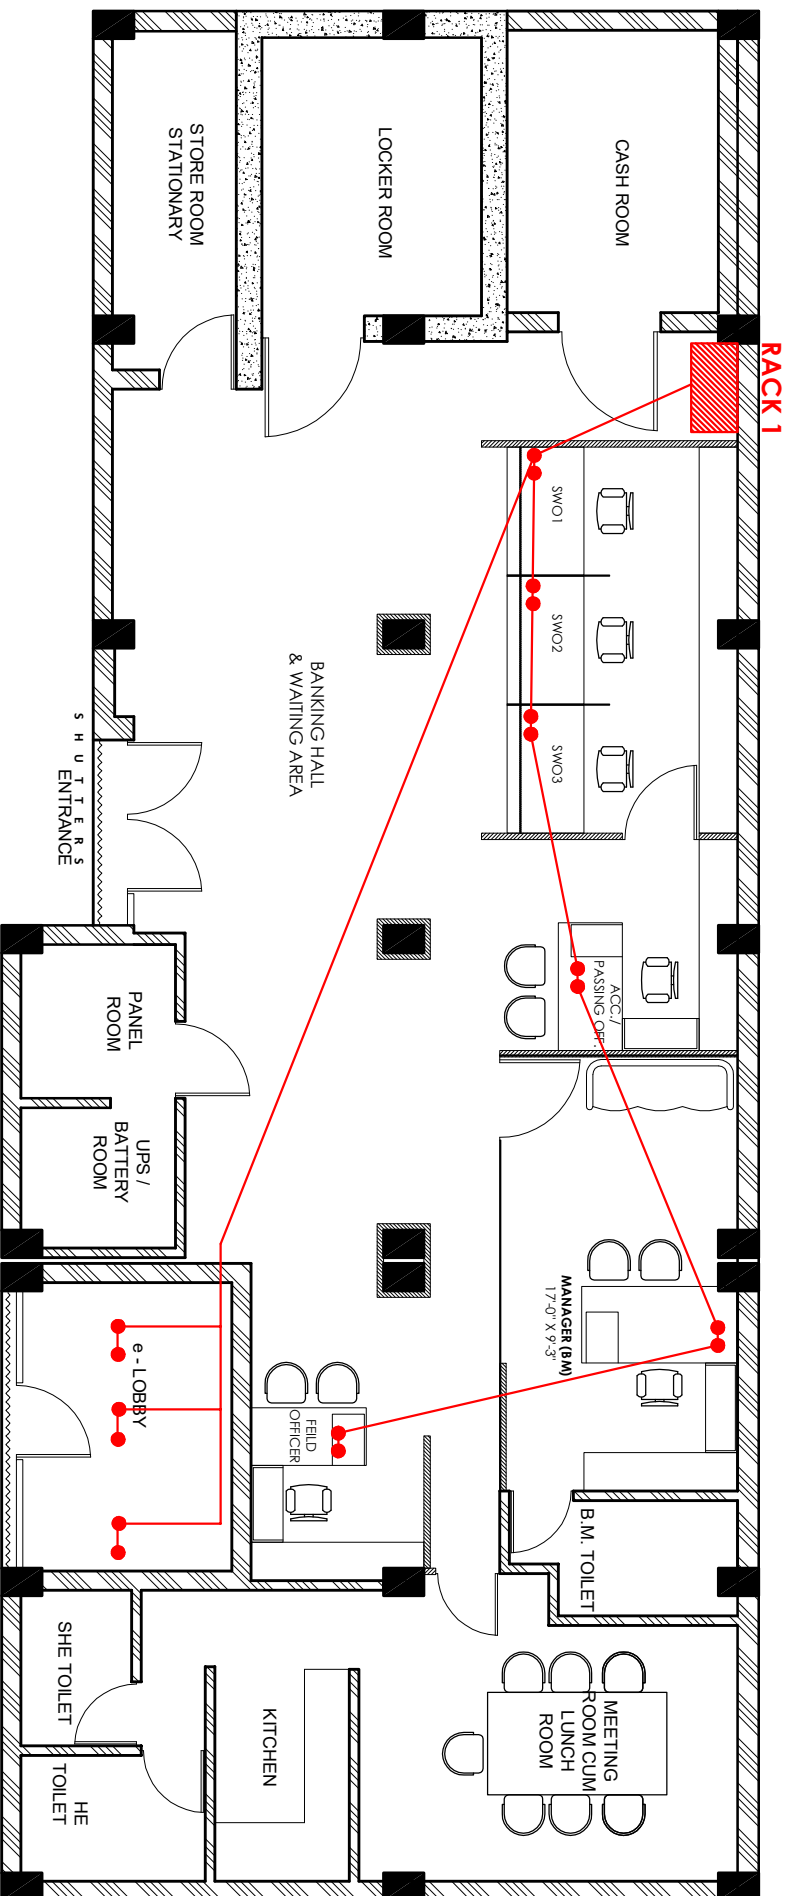 RACK 1
CASH ROOM
LOCKER ROOM
STORE ROOM
STATIONARY
SWO1
SWO2
SWO3
BANKING HALL
& WAITING AREA
SHUTTERS
ENTRANCE
ACC./
PASSING OFF.
PANEL
ROOM
UPS /
BATTERY
ROOM
MANAGER (BM)
17'-0" X 9'-3"
e - LOBBY
FEILD
OFFICER
B.M. TOILET
SHE TOILET
HE
TOILET
KITCHEN
MEETING
ROOM CUM
LUNCH
ROOM